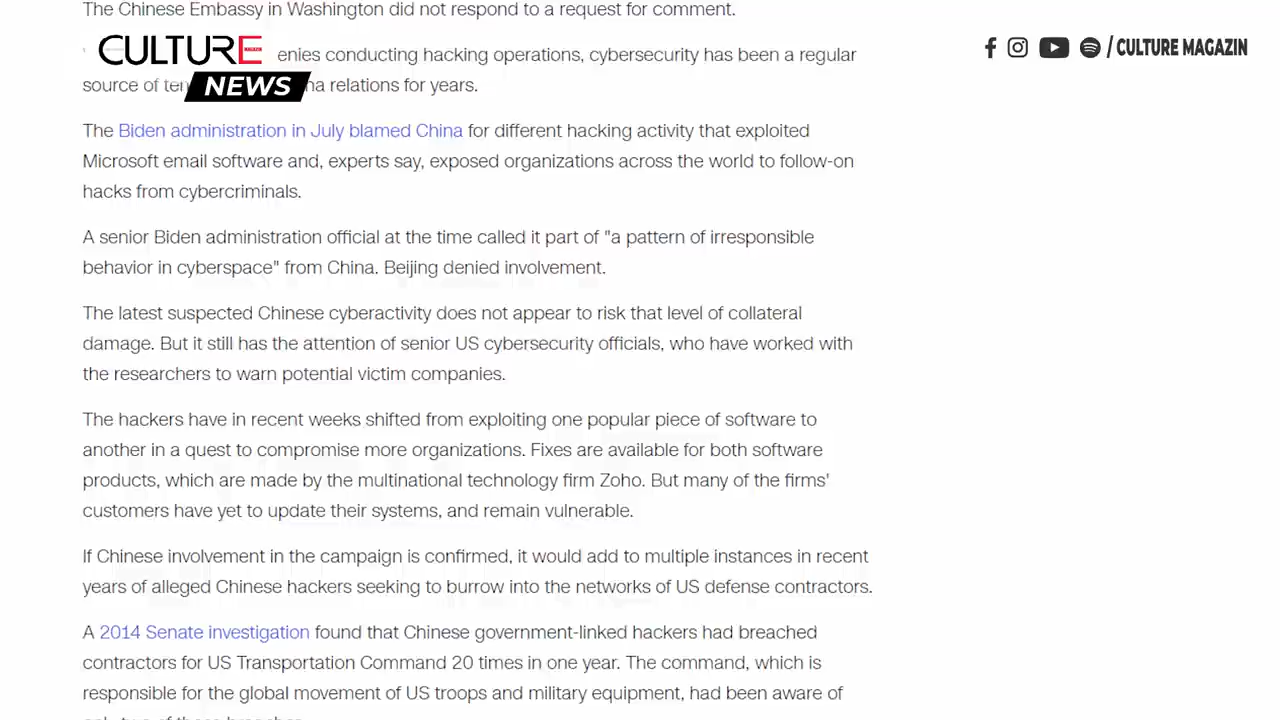 The Chinese Embassy in Washington did not respond to a request for comment.
CULTURE
NEWS
/ CULTURE MAGAZIN
enies conducting hacking operations, cybersecurity has been a regular
source of ten na relations for years.
The Biden administration in July blamed China for different hacking activity that exploited
Microsoft email software and, experts say, exposed organizations across the world to follow-on
hacks from cybercriminals.
A senior Biden administration official at the time called it part of "a pattern of irresponsible
behavior in cyberspace" from China. Beijing denied involvement.
The latest suspected Chinese cyberactivity does not appear to risk that level of collateral
damage. But it still has the attention of senior US cybersecurity officials, who have worked with
the researchers to warn potential victim companies.
The hackers have in recent weeks shifted from exploiting one popular piece of software to
another in a quest to compromise more organizations. Fixes are available for both software
products, which are made by the multinational technology firm Zoho. But many of the firms'
customers have yet to update their systems, and remain vulnerable.
If Chinese involvement in the campaign is confirmed, it would add to multiple instances in recent
years of alleged Chinese hackers seeking to burrow into the networks of US defense contractors.
A 2014 Senate investigation found that Chinese government-linked hackers had breached
contractors for US Transportation Command 20 times in one year. The command, which is
responsible for the global movement of US troops and military equipment, had been aware of